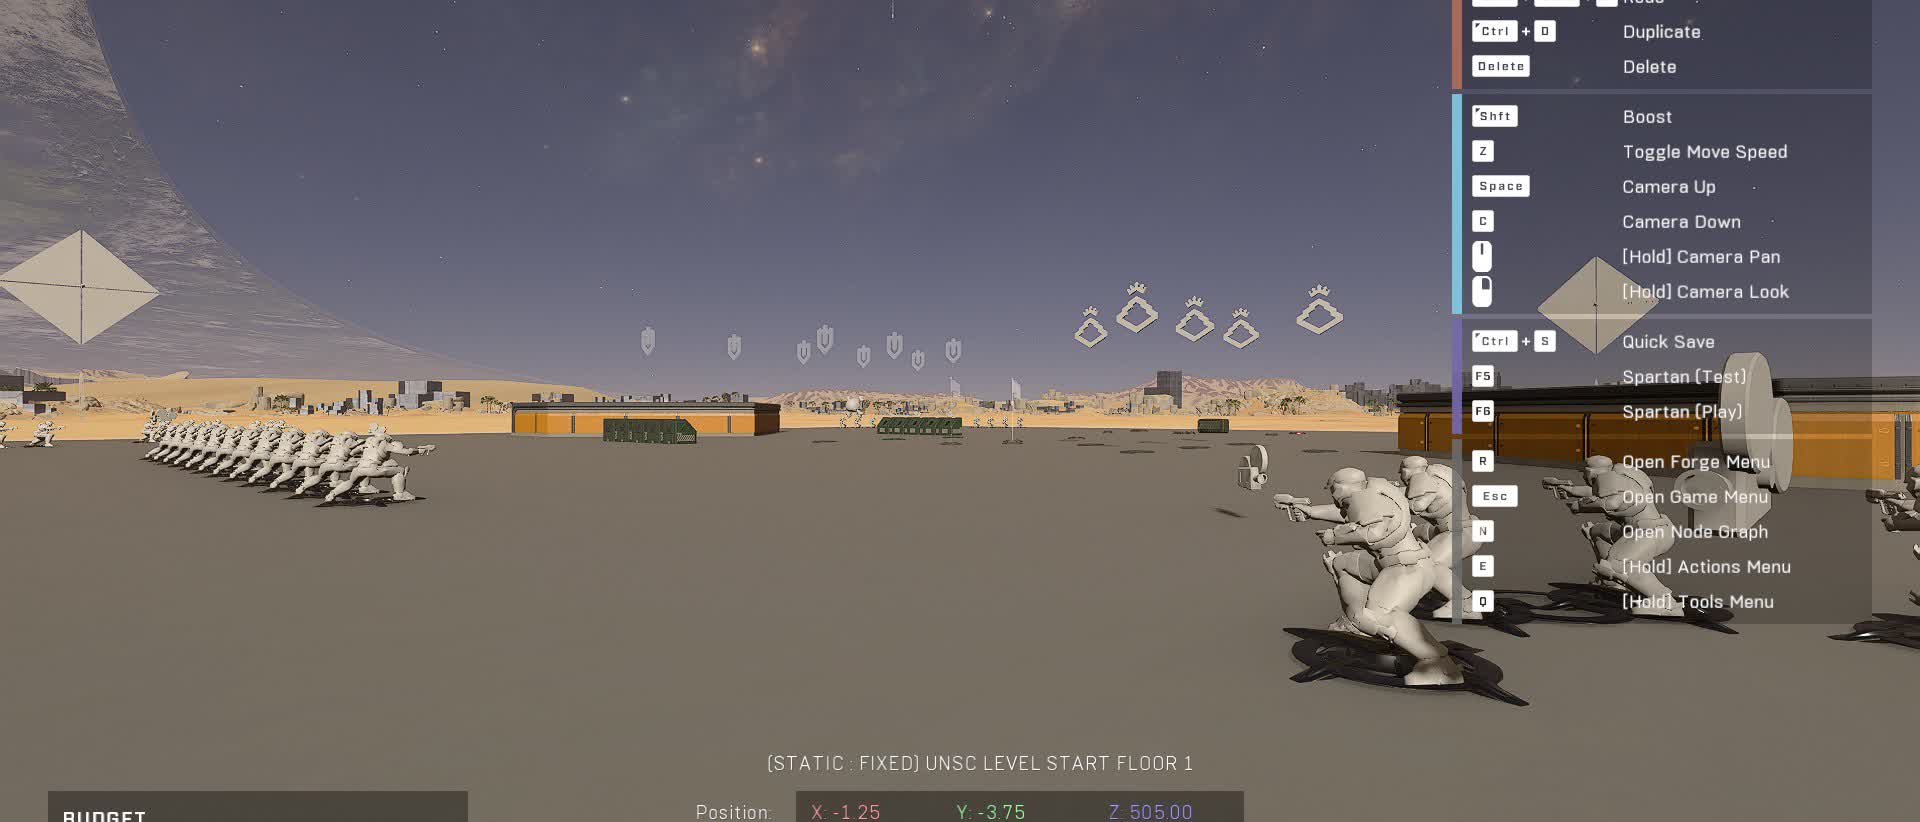 Redo
Ctrl + D Duplicate
Delete Delete
Shft Boost
Z Toggle Move Speed
Space Camera Up
C Camera Down
[Hold] Camera Pan
[Hold] Camera Look
Ctrl + S Quick Save
F5 Spartan (Test)
F6 Spartan (Play)
R Open Forge Menu
Esc Open Game Menu
N Open Node Graph
E [Hold] Actions Menu
Q [Hold] Tools Menu
(STATIC : FIXED) UNSC LEVEL START FLOOR 1
BUDGET
Position: X: -1.25 Y: -3.75 Z: 505.00